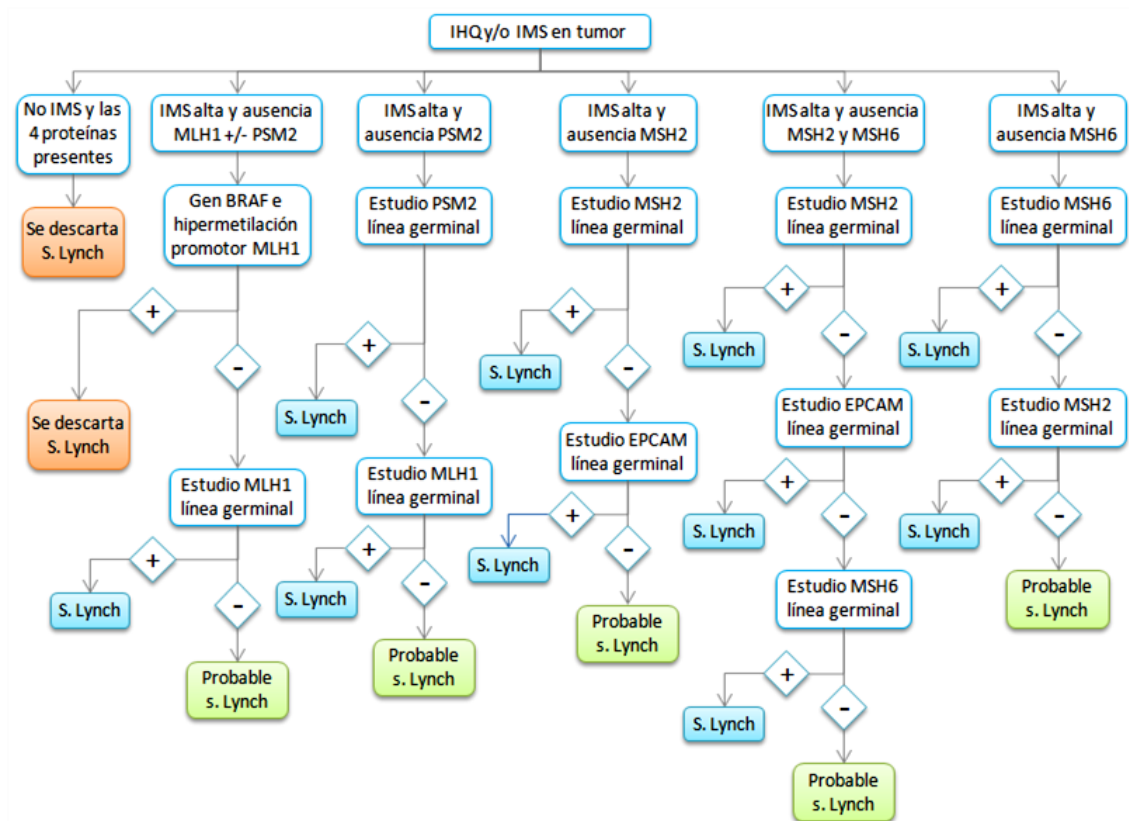 IHQ y/o IMS en tumor
No IMS y las
4 proteínas
presentes
Se descarta
S. Lynch
IMS alta y ausencia
MLH1 +/- PSM2
Gen BRAF e
hipermetilación
promotor MLH1
+
-
Se descarta
S. Lynch
Estudio MLH1
línea germinal
+
-
S. Lynch
Probable
s. Lynch
IMS alta y
ausencia PSM2
Estudio PSM2
línea germinal
+
-
S. Lynch
Estudio MLH1
línea germinal
+
-
S. Lynch
Probable
s. Lynch
IMS alta y
ausencia MSH2
Estudio MSH2
línea germinal
+
-
S. Lynch
Estudio EPCAM
línea germinal
+
-
S. Lynch
Probable
s. Lynch
IMS alta y ausencia
MSH2 y MSH6
Estudio MSH2
línea germinal
+
-
S. Lynch
Estudio EPCAM
línea germinal
+
-
S. Lynch
Estudio MSH6
línea germinal
+
-
S. Lynch
Probable
s. Lynch
IMS alta y
ausencia MSH6
Estudio MSH6
línea germinal
+
-
S. Lynch
Estudio MSH2
línea germinal
+
-
S. Lynch
Probable
s. Lynch